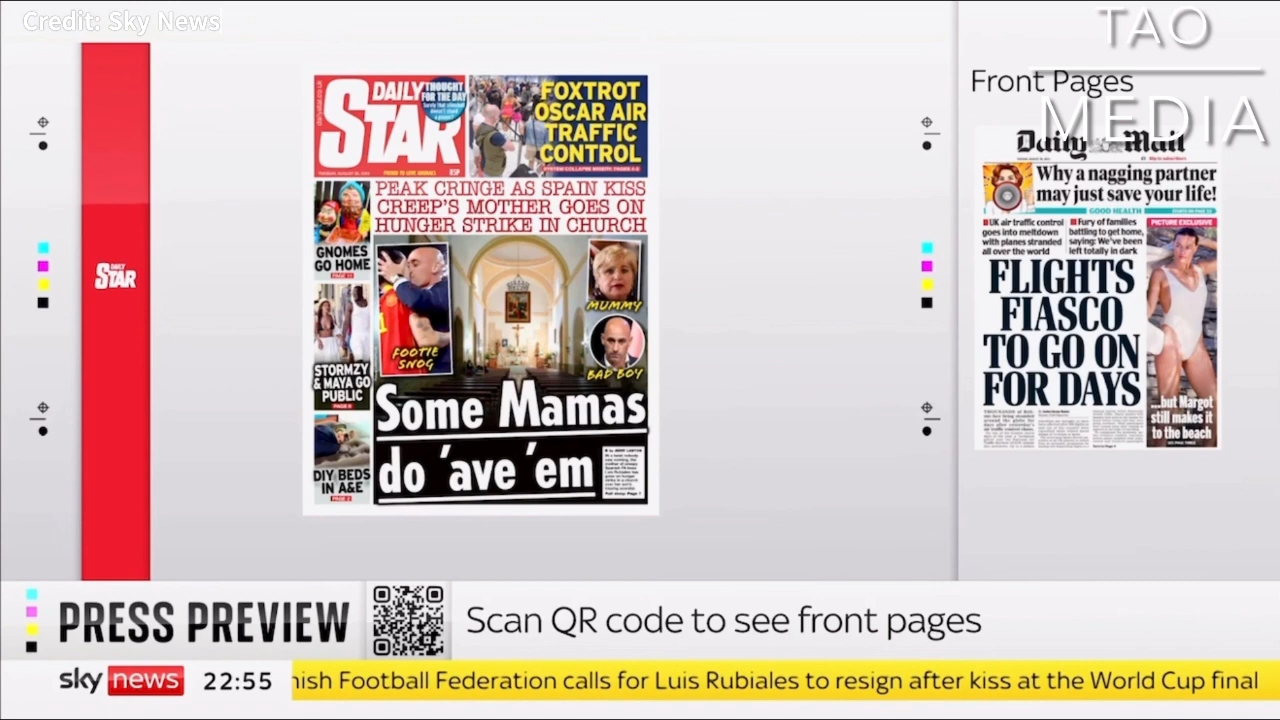 Credit: Sky News
TAO
MEDIA
Front Pages
DAILY
STAR
THOUGHT
FOR THE DAY
FOXTROT
OSCAR AIR
TRAFFIC
CONTROL
PEAK CRINGE AS SPAIN KISS
CREEP'S MOTHER GOES ON
HUNGER STRIKE IN CHURCH
GNOMES
GO HOME
STORMZY
& MAYA GO
PUBLIC
DIY BEDS
IN A&E
FOOTIE
SNOG
MUMMY
BAD BOY
Some Mamas
do 'ave 'em
DAILY
STAR
Daily Mail
Why a nagging partner
may just save your life!
GOOD HEALTH
UK air traffic control
goes into meltdown
with planes stranded
all over the world
Fury of families
battling to get home,
saying: We've been
left totally in dark
PICTURE EXCLUSIVE
FLIGHTS
FIASCO
TO GO ON
FOR DAYS
...but Margot
still makes it
to the beach
PRESS PREVIEW
Scan QR code to see front pages
sky news 22:55
nish Football Federation calls for Luis Rubiales to resign after kiss at the World Cup final